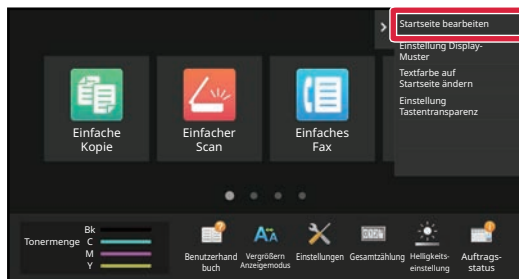 Startseite bearbeiten
Einstellung Display-
Muster
Textfarbe auf
Startseite ändern
Einstellung
Tastentransparenz
Einfache
Kopie
Einfacher
Scan
Einfaches
Fax
Tonermenge
Bk
C
M
Y
Benutzerhand
buch
Vergrößern
Anzeigemodus
Einstellungen
Gesamtzählung
Helligkeits-
einstellung
Auftrags-
status